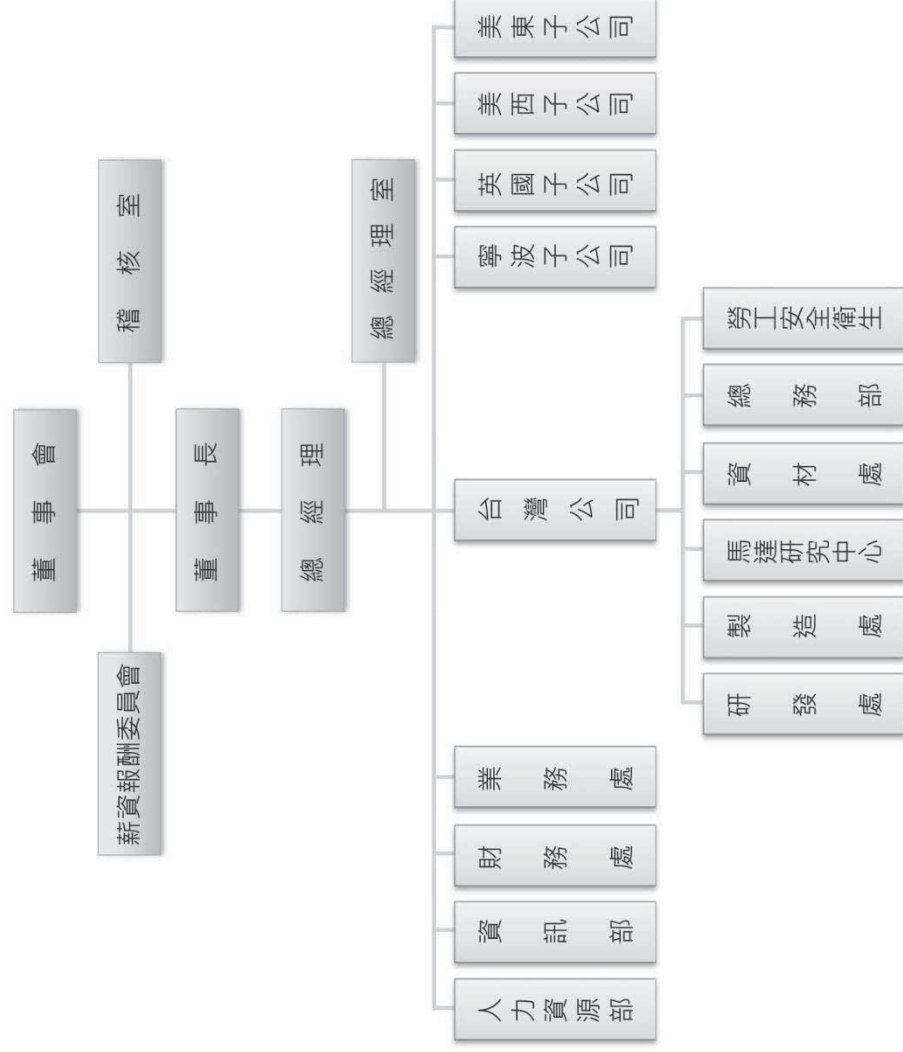 董事會
薪資報酬委員會
稽核室
董事長
總經理
總經理室
人力資源部
資訊部
財務處
業務處
台灣公司
寧波子公司
英國子公司
美西子公司
美東子公司
研發處
製造處
馬達研究中心
資材處
總務部
勞工安全衛生